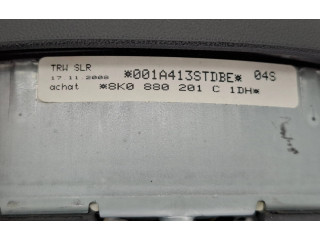 TRW SLR
17 11 2008 *001A413STDBE* 04S
achat *8K0 880 201 C 1DH*